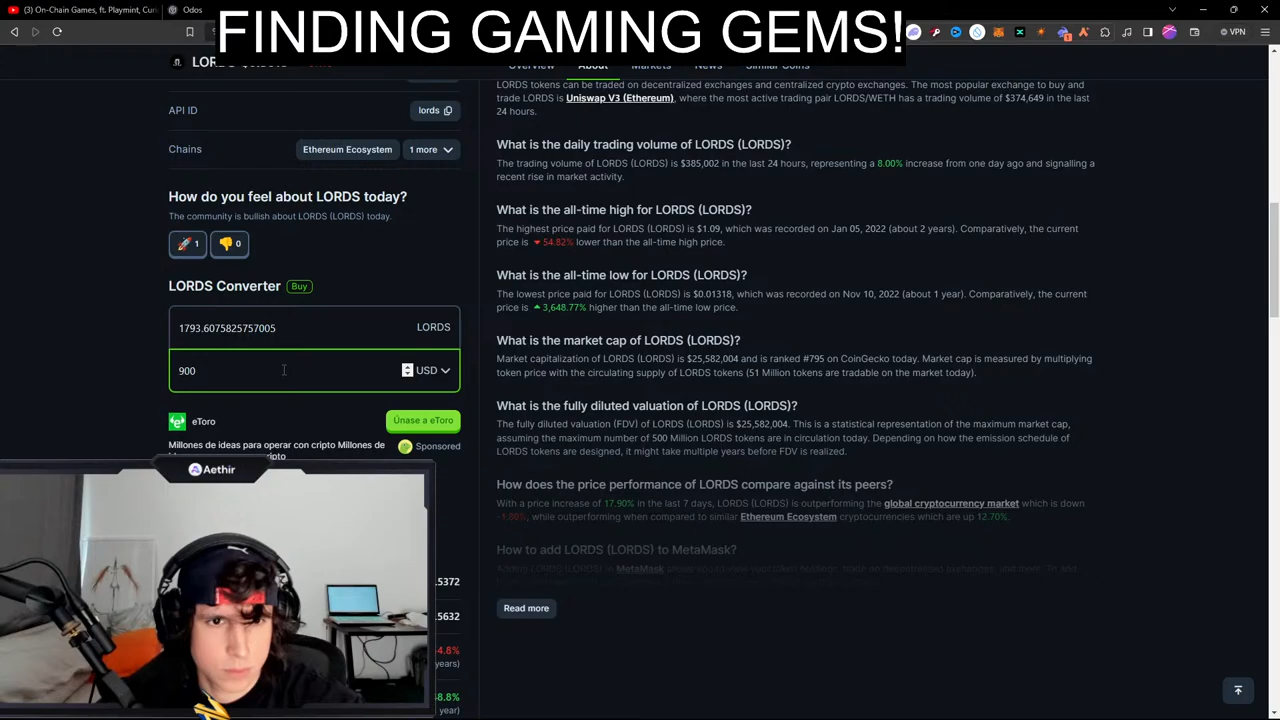 (3) On-Chain Games, ft. Playmint, Cur
Odos
VPN
FINDING GAMING GEMS!
Overview
About
Markets
News
Similar Coins
API ID
lords
Chains
Ethereum Ecosystem
1 more
How do you feel about LORDS today?
The community is bullish about LORDS (LORDS) today.
🚀 1
👎 0
LORDS Converter
Buy
1793.6075825757005
LORDS
900
USD
eToro
Únase a eToro
Millones de ideas para operar con cripto Millones de
Sponsored
Aethir
.5372
.5632
-4.8%
years)
8.8%
year)
LORDS tokens can be traded on decentralized exchanges and centralized crypto exchanges. The most popular exchange to buy and
trade LORDS is Uniswap V3 (Ethereum), where the most active trading pair LORDS/WETH has a trading volume of $374,649 in the last
24 hours.
What is the daily trading volume of LORDS (LORDS)?
The trading volume of LORDS (LORDS) is $385,002 in the last 24 hours, representing a 8.00% increase from one day ago and signalling a
recent rise in market activity.
What is the all-time high for LORDS (LORDS)?
The highest price paid for LORDS (LORDS) is $1.09, which was recorded on Jan 05, 2022 (about 2 years). Comparatively, the current
price is 54.82% lower than the all-time high price.
What is the all-time low for LORDS (LORDS)?
The lowest price paid for LORDS (LORDS) is $0.01318, which was recorded on Nov 10, 2022 (about 1 year). Comparatively, the current
price is 3,648.77% higher than the all-time low price.
What is the market cap of LORDS (LORDS)?
Market capitalization of LORDS (LORDS) is $25,582,004 and is ranked #795 on CoinGecko today. Market cap is measured by multiplying
token price with the circulating supply of LORDS tokens (51 Million tokens are tradable on the market today).
What is the fully diluted valuation of LORDS (LORDS)?
The fully diluted valuation (FDV) of LORDS (LORDS) is $25,582,004. This is a statistical representation of the maximum market cap,
assuming the maximum number of 500 Million LORDS tokens are in circulation today. Depending on how the emission schedule of
LORDS tokens are designed, it might take multiple years before FDV is realized.
How does the price performance of LORDS compare against its peers?
With a price increase of 17.90% in the last 7 days, LORDS (LORDS) is outperforming the global cryptocurrency market which is down
-1.80%, while outperforming when compared to similar Ethereum Ecosystem cryptocurrencies which are up 12.70%.
How to add LORDS (LORDS) to MetaMask?
Read more